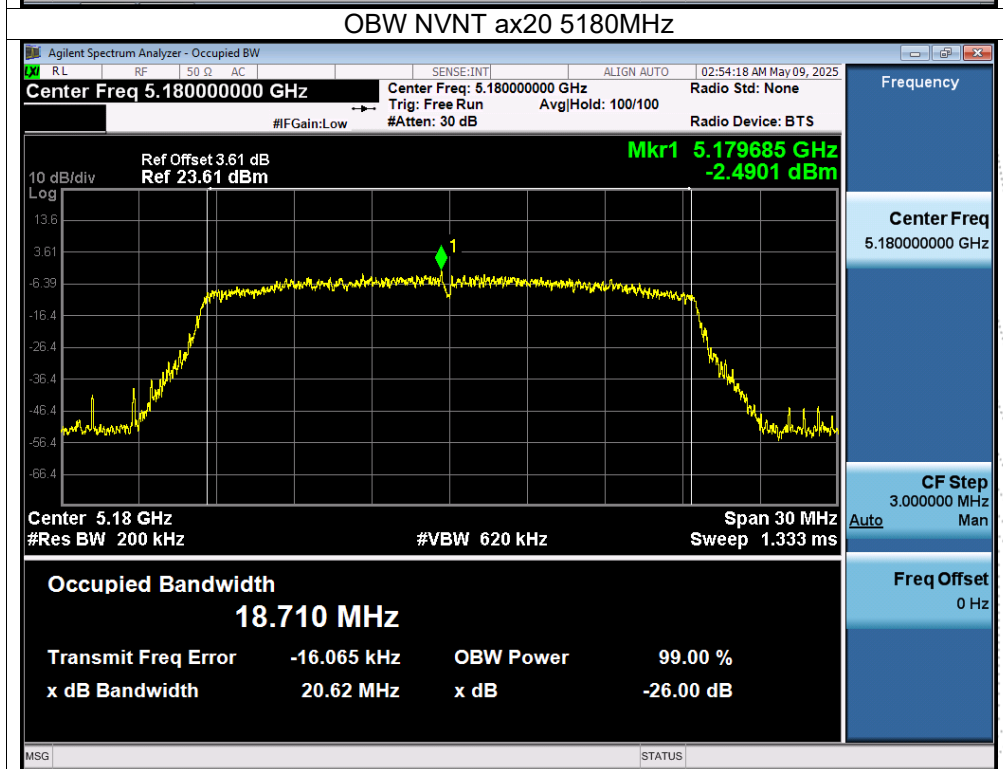 OBW NVNT ax20 5180MHz
Agilent Spectrum Analyzer - Occupied BW
LXI RL RF 50 Ω AC SENSE:INT ALIGN AUTO 02:54:18 AM May 09, 2025
Center Freq 5.180000000 GHz Center Freq: 5.180000000 GHz Radio Std: None
Trig: Free Run Avg|Hold: 100/100
#IFGain:Low #Atten: 30 dB Radio Device: BTS
Mkr1 5.179685 GHz
-2.4901 dBm
Ref Offset 3.61 dB
10 dB/div Ref 23.61 dBm
Log
13.6
3.61
-6.39
-16.4
-26.4
-36.4
-46.4
-56.4
-66.4
1
Center 5.18 GHz Span 30 MHz
#Res BW 200 kHz #VBW 620 kHz Sweep 1.333 ms
Occupied Bandwidth
18.710 MHz
Transmit Freq Error -16.065 kHz OBW Power 99.00 %
x dB Bandwidth 20.62 MHz x dB -26.00 dB
Frequency
Center Freq
5.180000000 GHz
CF Step
3.000000 MHz
Auto Man
Freq Offset
0 Hz
MSG STATUS